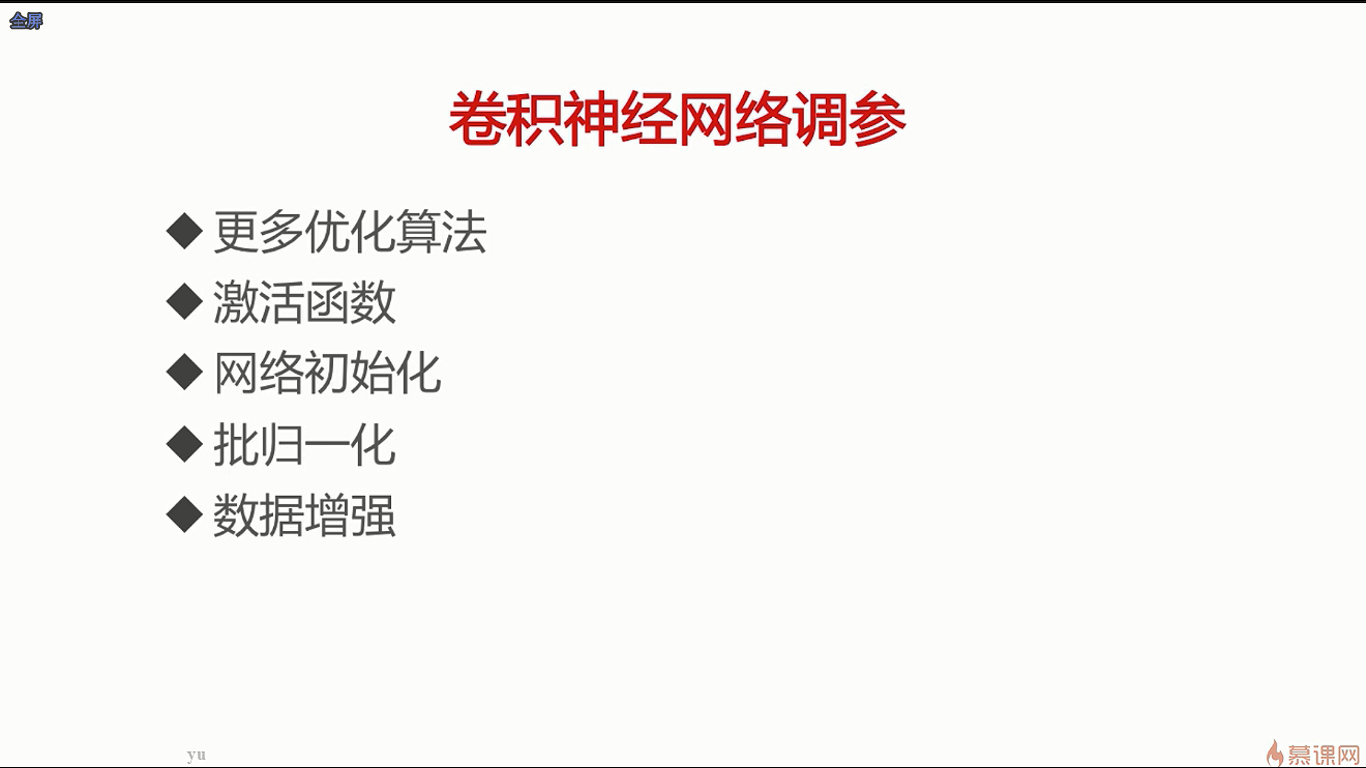 全屏
卷积神经网络调参
◆ 更多优化算法
◆ 激活函数
◆ 网络初始化
◆ 批归一化
◆ 数据增强
yu
慕课网